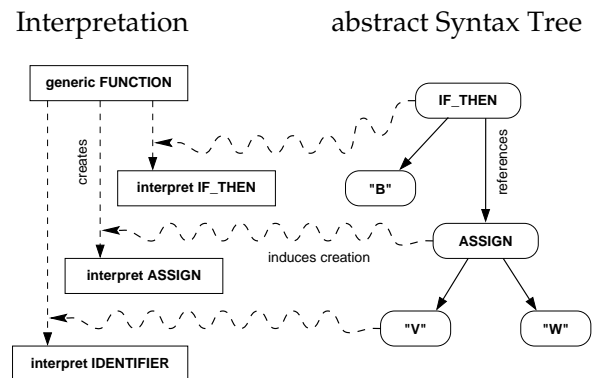 Interpretation
abstract Syntax Tree
generic FUNCTION
IF_THEN
creates
references
interpret IF_THEN
"B"
ASSIGN
induces creation
interpret ASSIGN
"V"
"W"
interpret IDENTIFIER